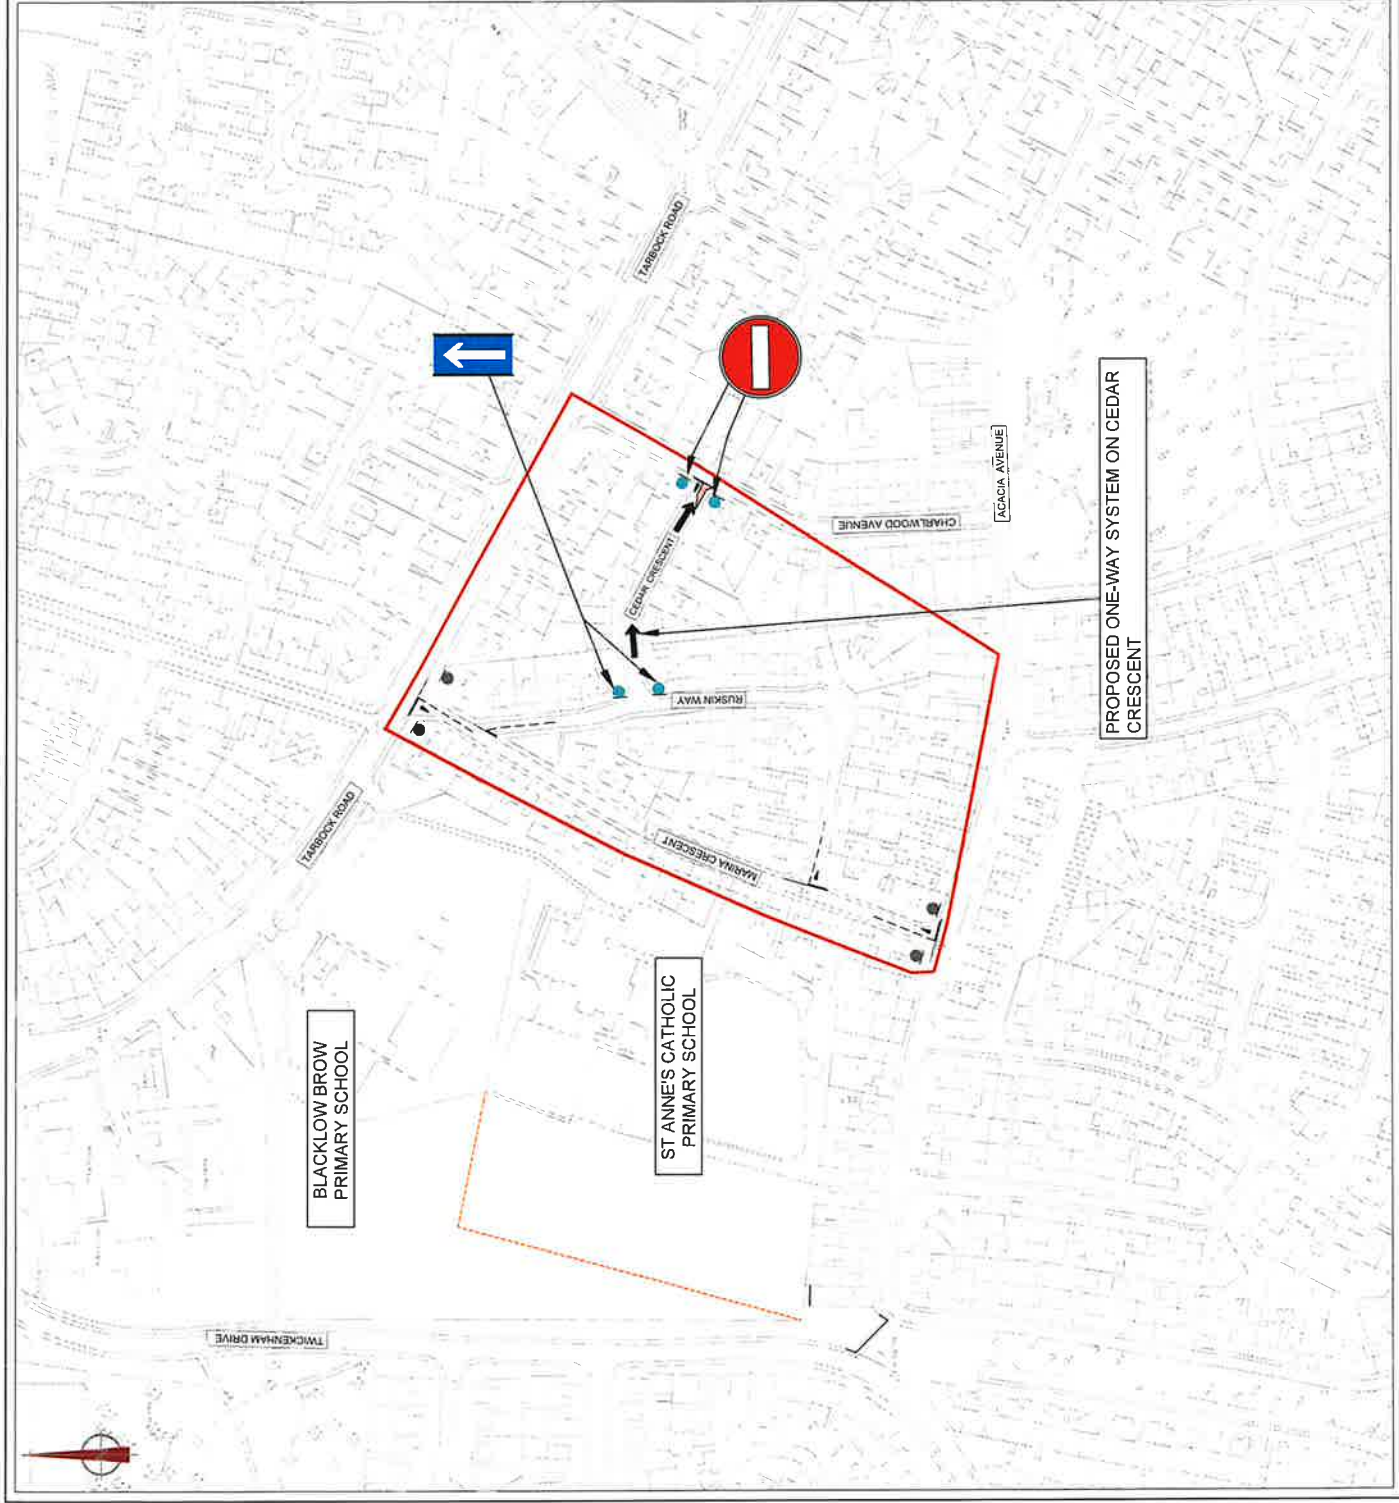 TARBOCK ROAD
CEDAR CRESCENT
ACACIA AVENUE
CHARLWOOD AVENUE
PROPOSED ONE-WAY SYSTEM ON CEDAR
CRESCENT
RUSKIN WAY
TARBOCK ROAD
MARINA CRESCENT
BLACKLOW BROW
PRIMARY SCHOOL
ST ANNE'S CATHOLIC
PRIMARY SCHOOL
TWICKENHAM DRIVE